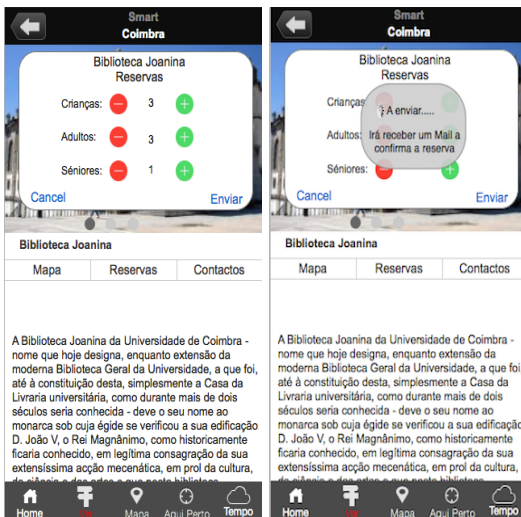 Smart
Coimbra
Biblioteca Joanina
Reservas
Crianças: 3
Adultos: 3
Séniores: 1
Cancel Enviar
Biblioteca Joanina
Mapa Reservas Contactos
A Biblioteca Joanina da Universidade de Coimbra -
nome que hoje designa, enquanto extensão da
moderna Biblioteca Geral da Universidade, a que foi,
até à constituição desta, simplesmente a Casa da
Livraria universitária, como durante mais de dois
séculos seria conhecida - deve o seu nome ao
monarca sob cuja égide se verificou a sua edificação
D. João V, o Rei Magnânimo, como historicamente
ficaria conhecido, em legítima consagração da sua
extensíssima acção mecenática, em prol da cultura,
Home Mapa Aqui Perto Tempo
Smart
Coimbra
Biblioteca Joanina
Reservas
Crianças
A enviar.....
Adultos:
Irá receber um Mail a
confirma a reserva
Séniores:
Cancel Enviar
Biblioteca Joanina
Mapa Reservas Contactos
A Biblioteca Joanina da Universidade de Coimbra -
nome que hoje designa, enquanto extensão da
moderna Biblioteca Geral da Universidade, a que foi
até à constituição desta, simplesmente a Casa da
Livraria universitária, como durante mais de dois
séculos seria conhecida - deve o seu nome ao
monarca sob cuja égide se verificou a sua edificação
D. João V, o Rei Magnânimo, como historicamente
ficaria conhecido, em legítima consagração da sua
extensíssima acção mecenática, em prol da cultura,
Home Mapa Aqui Perto Tempo